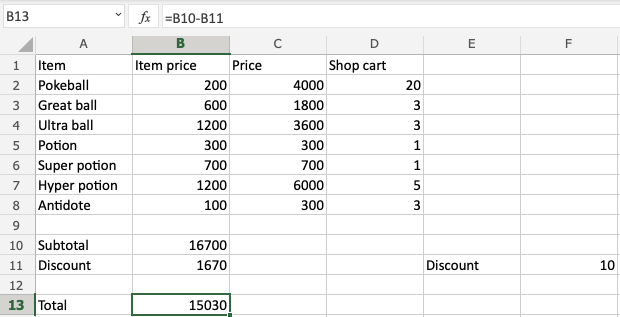 B13 fx =B10-B11
A B C D E F
1 Item Item price Price Shop cart
2 Pokeball 200 4000 20
3 Great ball 600 1800 3
4 Ultra ball 1200 3600 3
5 Potion 300 300 1
6 Super potion 700 700 1
7 Hyper potion 1200 6000 5
8 Antidote 100 300 3
9
10 Subtotal 16700
11 Discount 1670 Discount 10
12
13 Total 15030